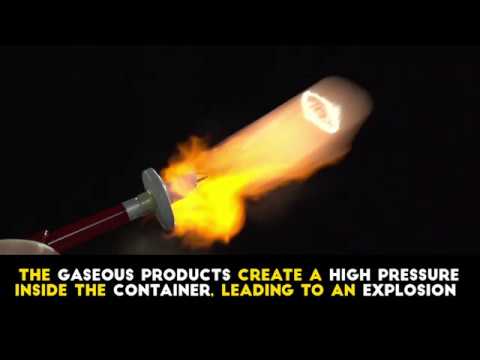 THE GASEOUS PRODUCTS CREATE A HIGH PRESSURE
INSIDE THE CONTAINER, LEADING TO AN EXPLOSION